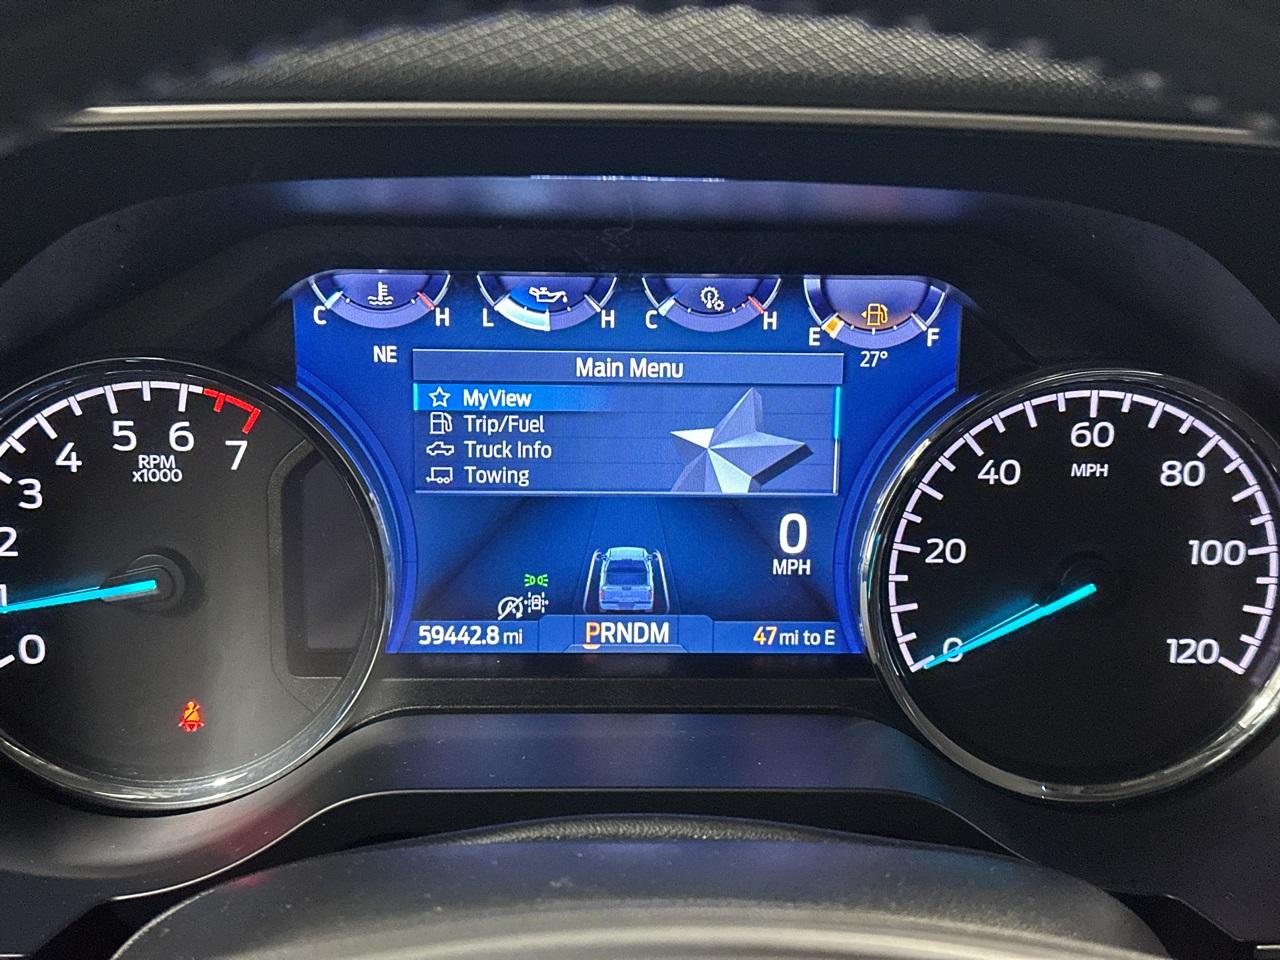 C H
L H
C H
E F
NE
27°
Main Menu
MyView
Trip/Fuel
Truck Info
Towing
0
MPH
59442.8 mi
PRNDM
47 mi to E
0
1
2
3
4
5
6
7
RPM
x1000
0
20
40
60
80
100
120
MPH